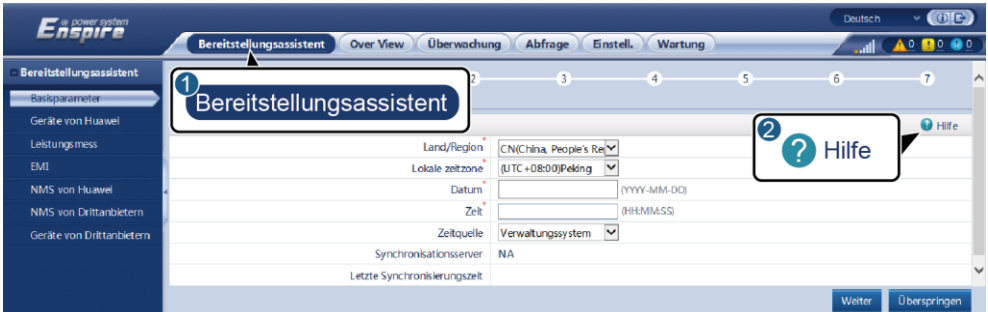 power system
Enspire
Deutsch
Bereitstellungsassistent Over View Überwachung Abfrage Einstell. Wartung
0 0 0
Bereitstellungsassistent
Basisparameter
Geräte von Huawei
Leistungsmess
EMI
NMS von Huawei
NMS von Drittanbietern
Geräte von Drittanbietern
1
Bereitstellungsassistent
2 3 4 5 6 7
2
? Hilfe
? Hilfe
Land/Region* CN(China, People's Re
Lokale zeitzone* (UTC+08:00)Peking
Datum* (YYYY-MM-DD)
Zeit* (HH:MM:SS)
Zeitquelle Verwaltungssystem
Synchronisationsserver NA
Letzte Synchronisierungszeit
Weiter Überspringen